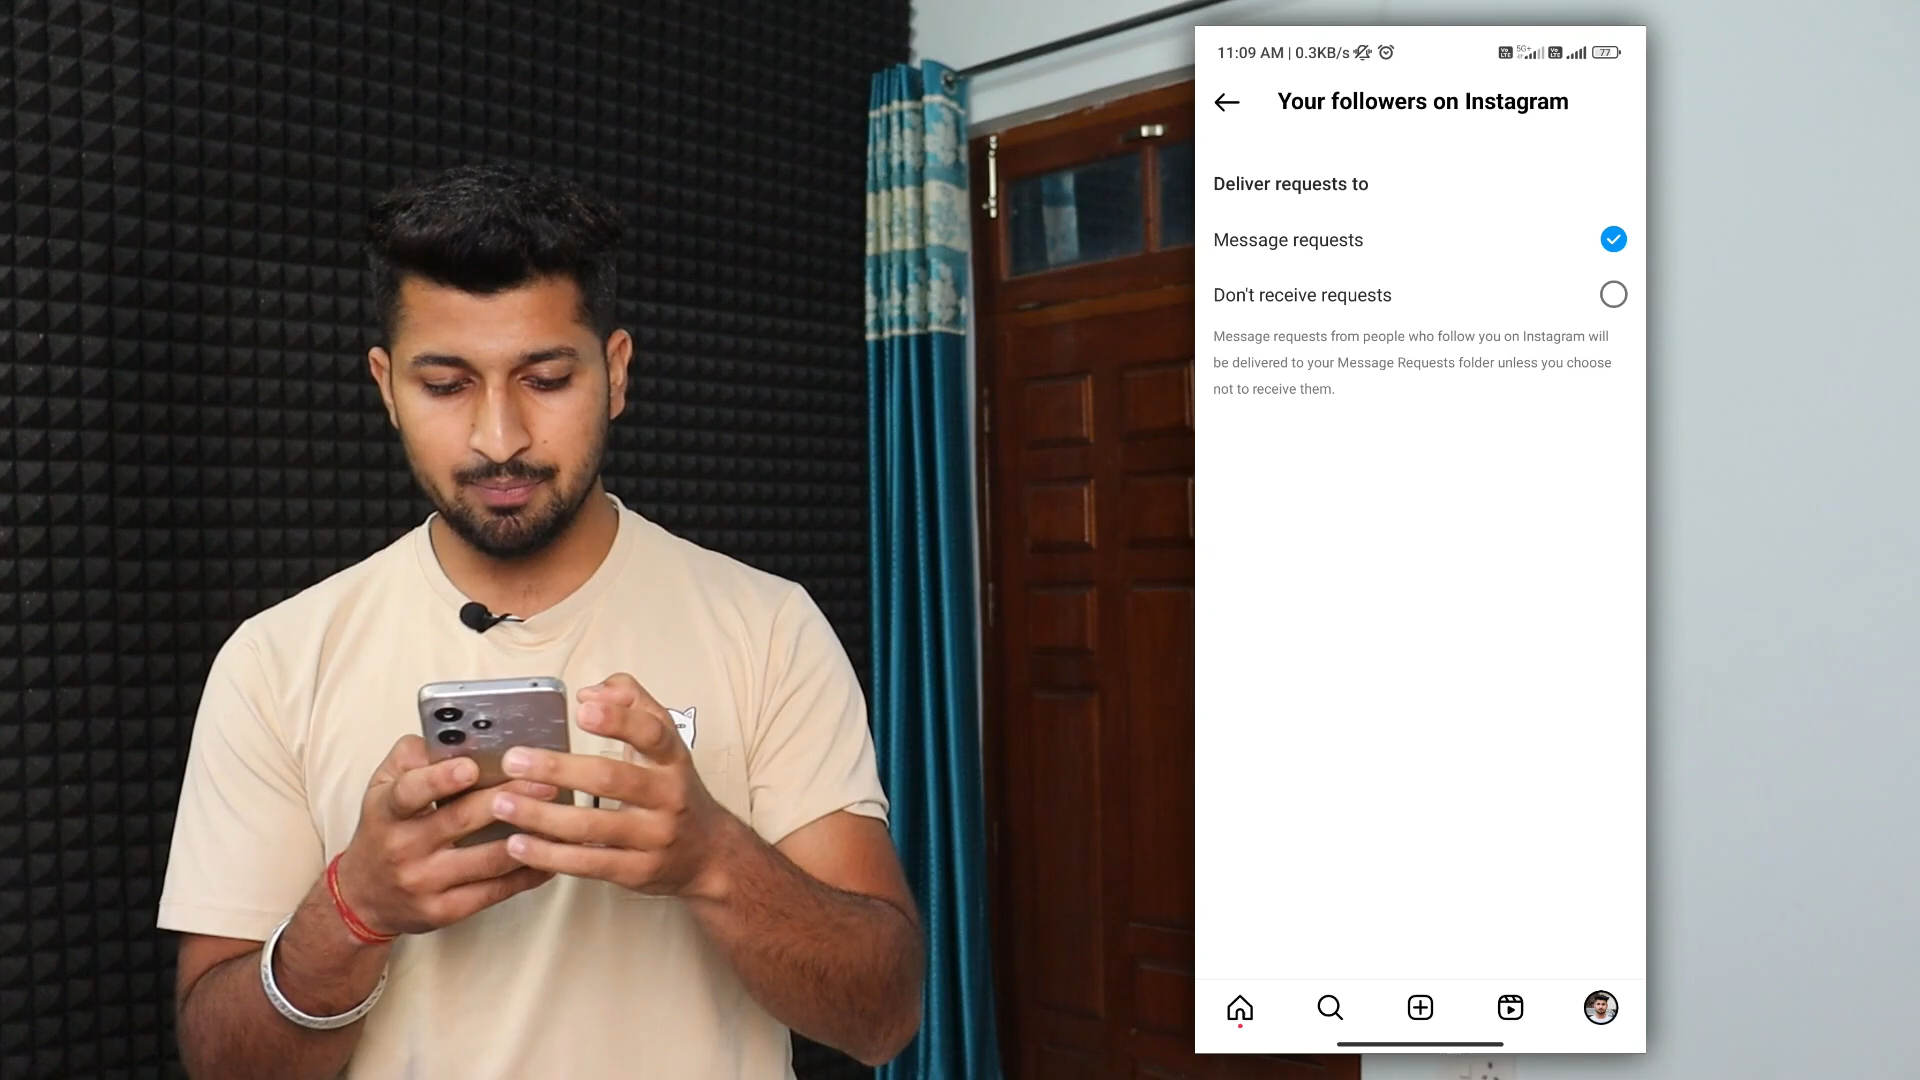 11:09 AM | 0.3KB/s
5G+
77
Your followers on Instagram
Deliver requests to
Message requests
Don't receive requests
Message requests from people who follow you on Instagram will
be delivered to your Message Requests folder unless you choose
not to receive them.